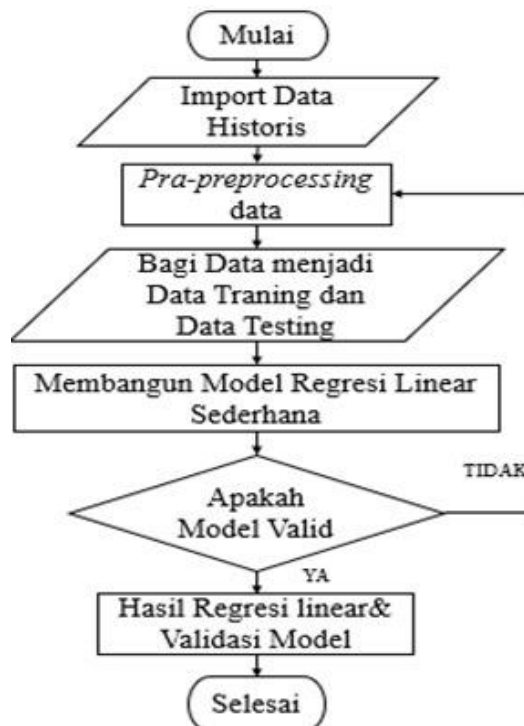 Mulai
Import Data
Historis
Pra-preprocessing
data
Bagi Data menjadi
Data Traning dan
Data Testing
Membangun Model Regresi Linear
Sederhana
Apakah
Model Valid
TIDAK
YA
Hasil Regresi linear&
Validasi Model
Selesai